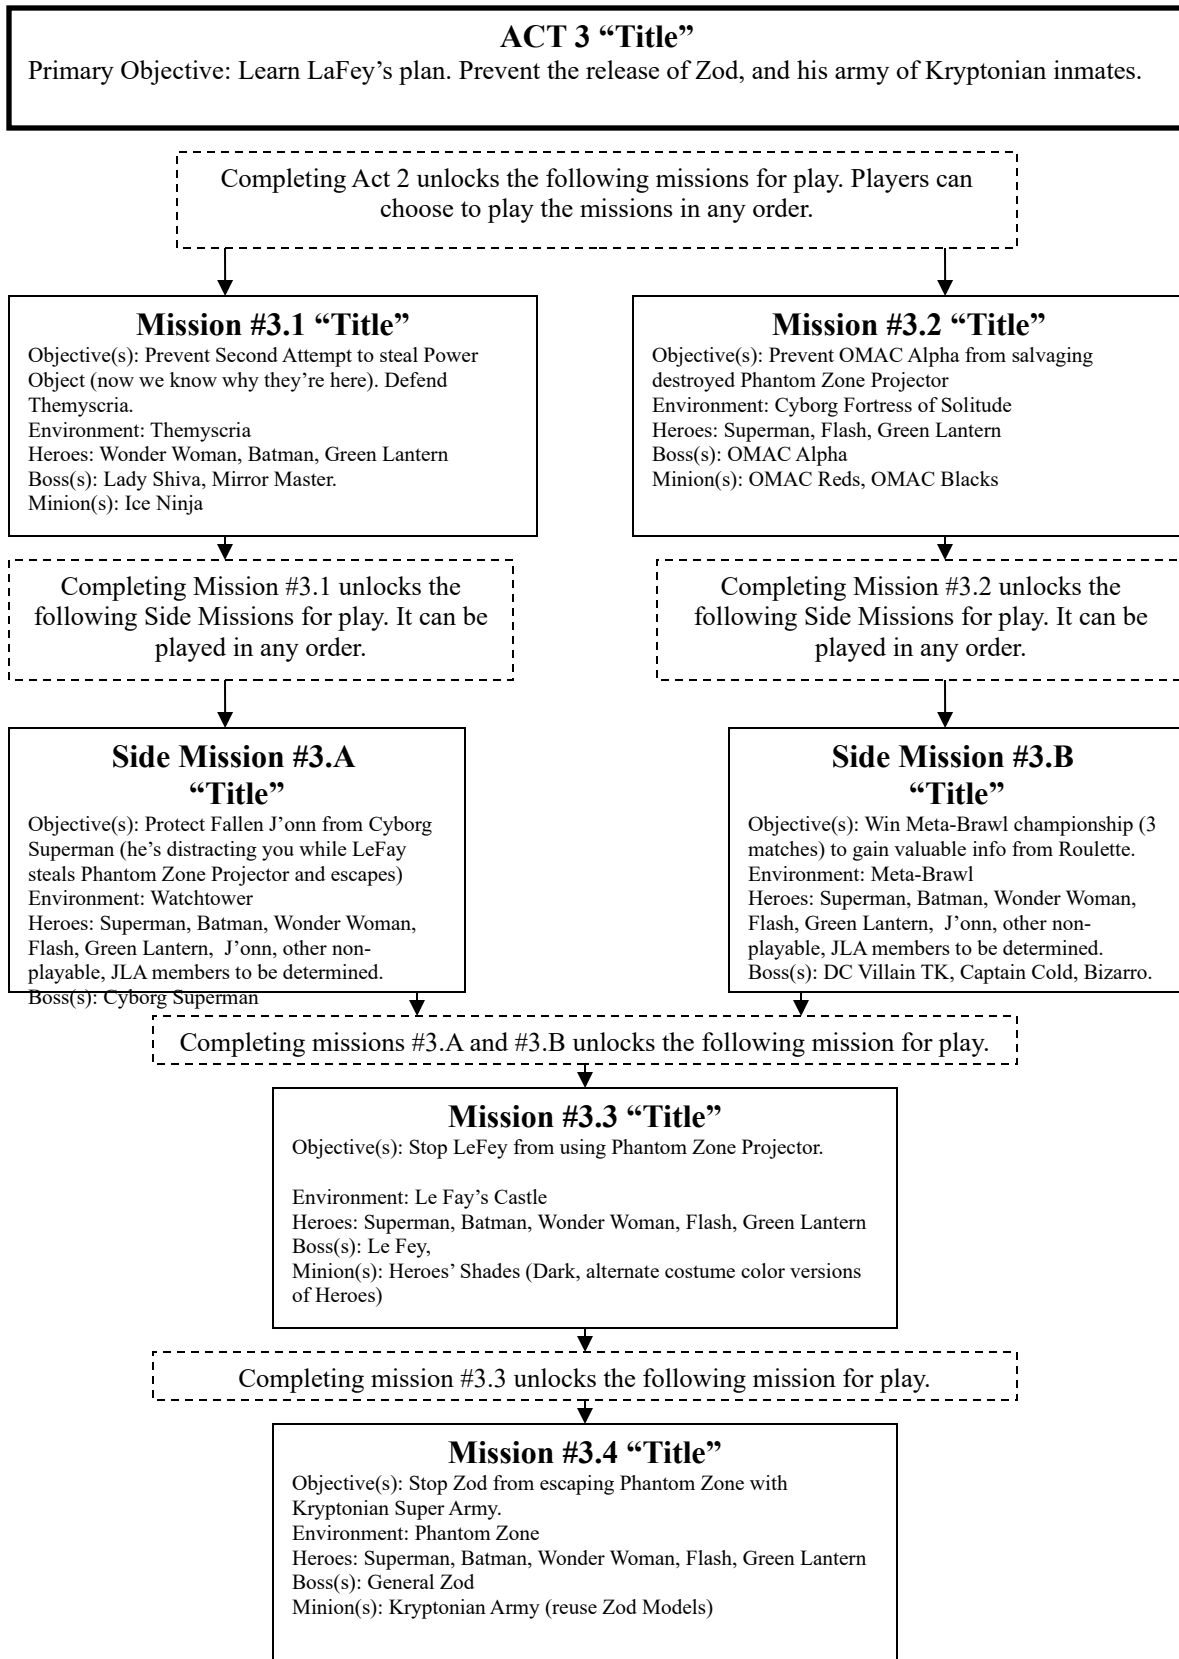 ACT 3 “Title”
Primary Objective: Learn LaFey’s plan. Prevent the release of Zod, and his army of Kryptonian inmates.
Completing Act 2 unlocks the following missions for play. Players can
choose to play the missions in any order.
Mission #3.1 “Title”
Objective(s): Prevent Second Attempt to steal Power
Object (now we know why they’re here). Defend
Themyscria.
Environment: Themyscria
Heroes: Wonder Woman, Batman, Green Lantern
Boss(s): Lady Shiva, Mirror Master.
Minion(s): Ice Ninja
Mission #3.2 “Title”
Objective(s): Prevent OMAC Alpha from salvaging
destroyed Phantom Zone Projector
Environment: Cyborg Fortress of Solitude
Heroes: Superman, Flash, Green Lantern
Boss(s): OMAC Alpha
Minion(s): OMAC Reds, OMAC Blacks
Completing Mission #3.1 unlocks the
following Side Missions for play. It can be
played in any order.
Completing Mission #3.2 unlocks the
following Side Missions for play. It can be
played in any order.
Side Mission #3.A
“Title”
Objective(s): Protect Fallen J’onn from Cyborg
Superman (he’s distracting you while LeFay
steals Phantom Zone Projector and escapes)
Environment: Watchtower
Heroes: Superman, Batman, Wonder Woman,
Flash, Green Lantern,  J’onn, other non-
playable, JLA members to be determined.
Boss(s): Cyborg Superman
Side Mission #3.B
“Title”
Objective(s): Win Meta-Brawl championship (3
matches) to gain valuable info from Roulette.
Environment: Meta-Brawl
Heroes: Superman, Batman, Wonder Woman,
Flash, Green Lantern,  J’onn, other non-
playable, JLA members to be determined.
Boss(s): DC Villain TK, Captain Cold, Bizarro.
Completing missions #3.A and #3.B unlocks the following mission for play.
Mission #3.3 “Title”
Objective(s): Stop LeFey from using Phantom Zone Projector.
Environment: Le Fay’s Castle
Heroes: Superman, Batman, Wonder Woman, Flash, Green Lantern
Boss(s): Le Fey,
Minion(s): Heroes’ Shades (Dark, alternate costume color versions
of Heroes)
Completing mission #3.3 unlocks the following mission for play.
Mission #3.4 “Title”
Objective(s): Stop Zod from escaping Phantom Zone with
Kryptonian Super Army.
Environment: Phantom Zone
Heroes: Superman, Batman, Wonder Woman, Flash, Green Lantern
Boss(s): General Zod
Minion(s): Kryptonian Army (reuse Zod Models)